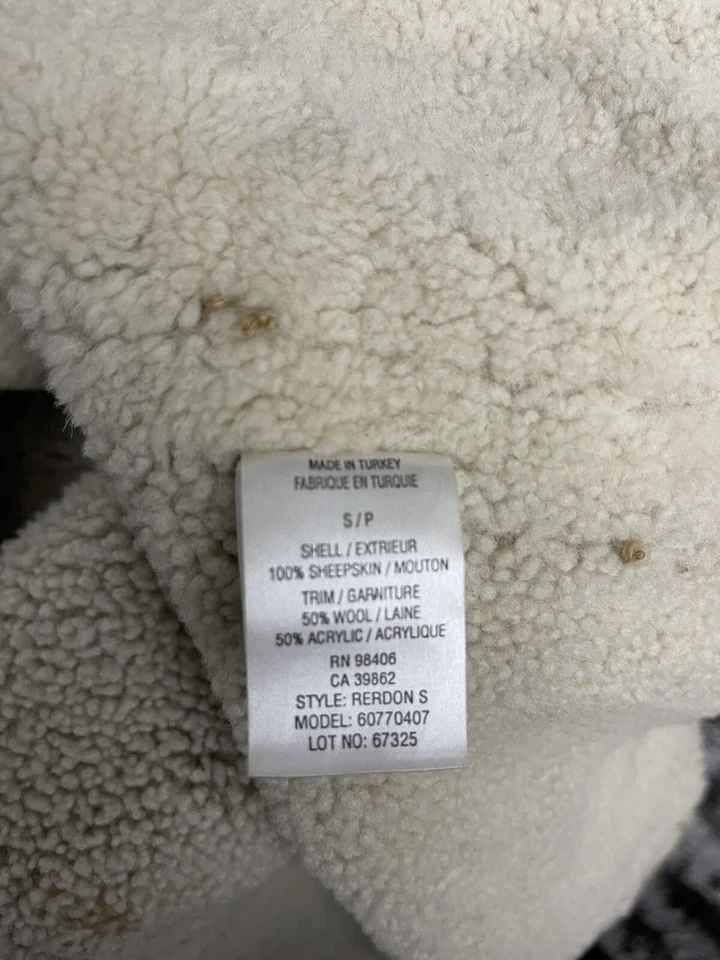 MADE IN TURKEY
FABRIQUE EN TURQUIE
S / P
SHELL / EXTRIEUR
100% SHEEPSKIN / MOUTON
TRIM / GARNITURE
50% WOOL / LAINE
50% ACRYLIC / ACRYLIQUE
RN 98406
CA 39862
STYLE: RERDON S
MODEL: 60770407
LOT NO: 67325